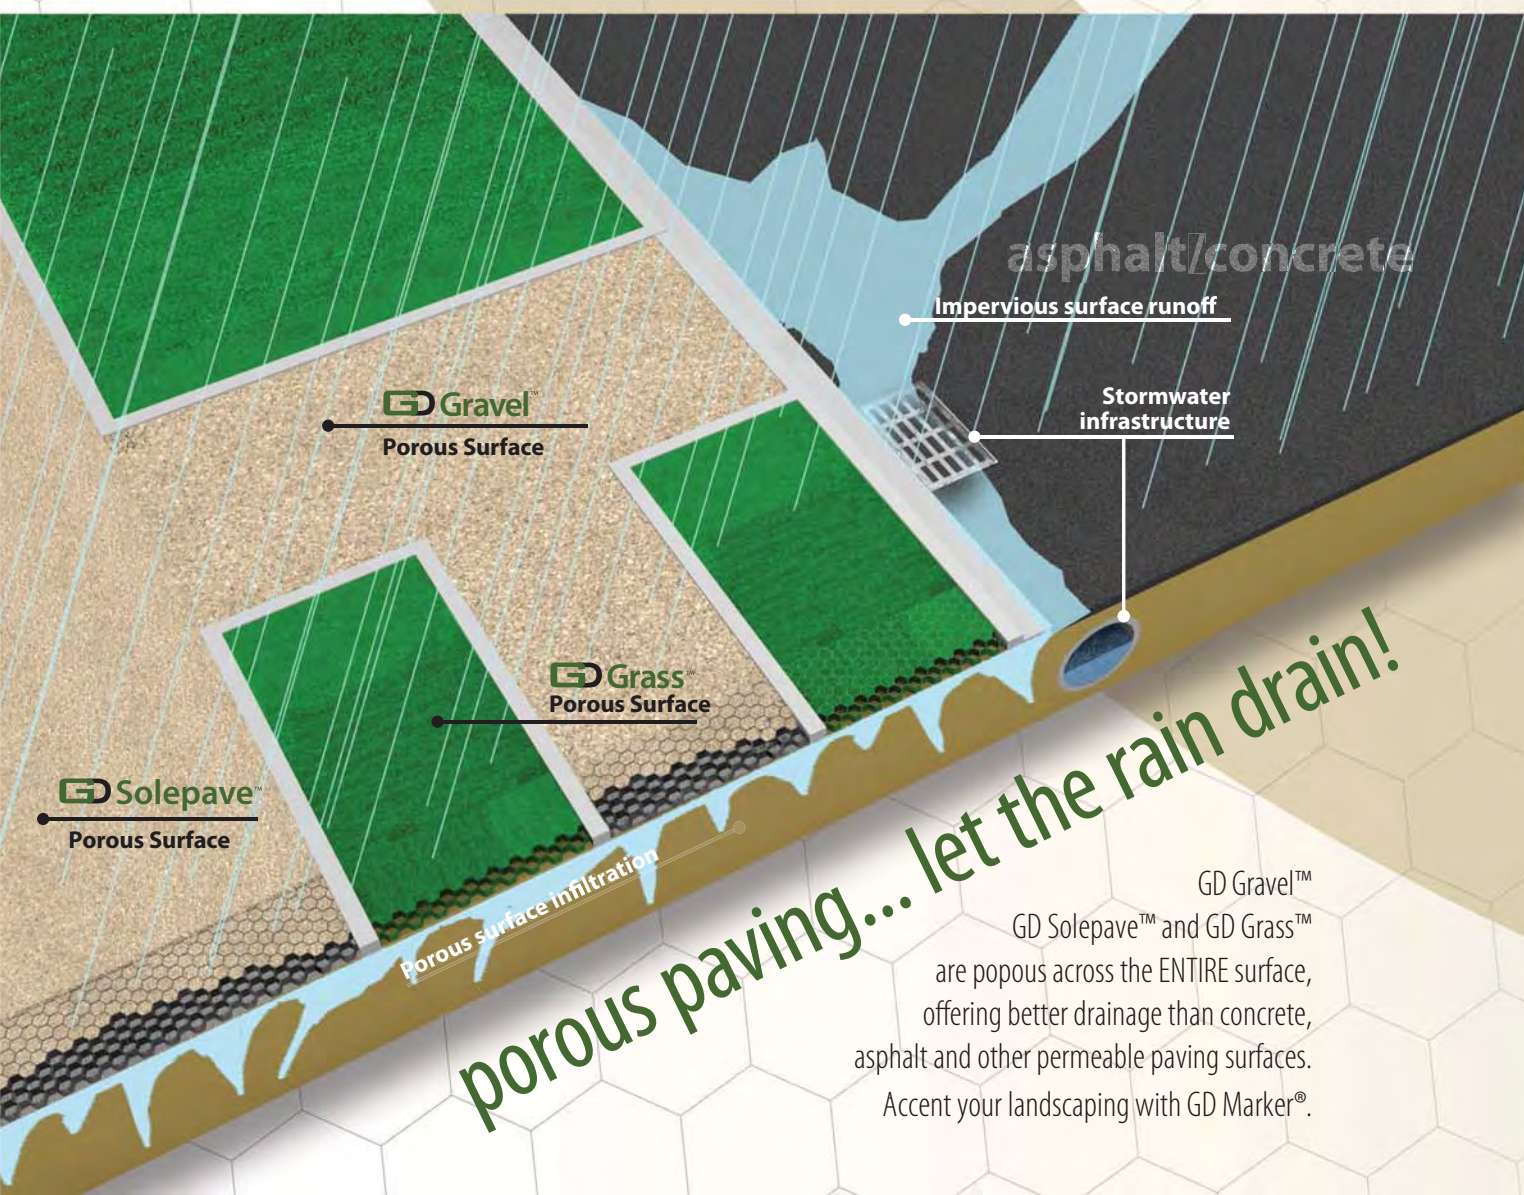 asphalt/concrete
Impervious surface runoff
Stormwater
infrastructure
GD Gravel™
Porous Surface
GD Grass™
Porous Surface
GD Solepave™
Porous Surface
Porous surface infiltration
porous paving... let the rain drain!
GD Gravel™
GD Solepave™ and GD Grass™
are popous across the ENTIRE surface,
offering better drainage than concrete,
asphalt and other permeable paving surfaces.
Accent your landscaping with GD Marker®.